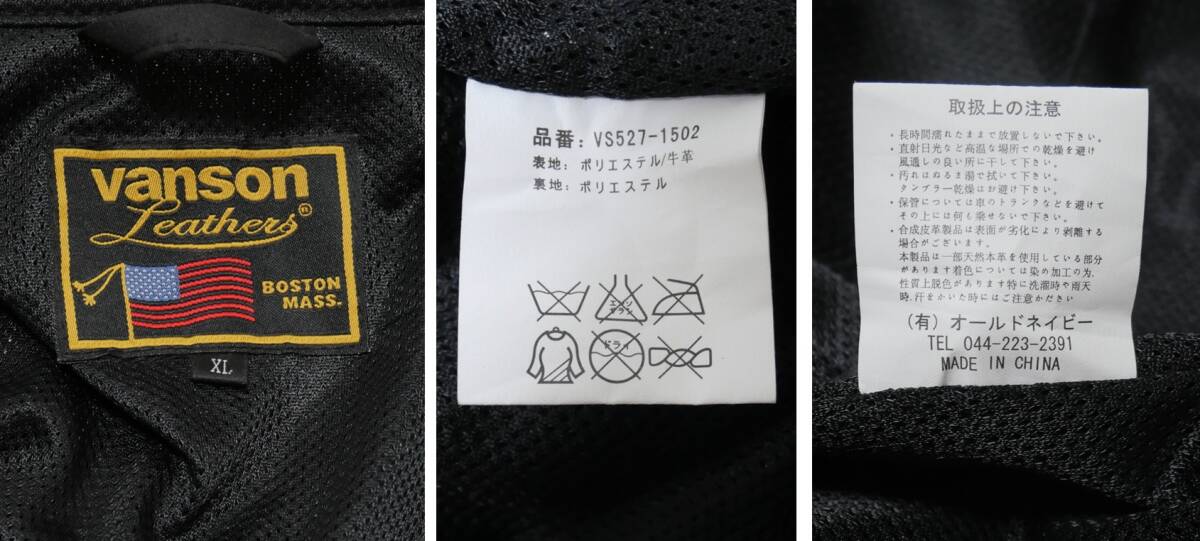 vanson
Leathers®
BOSTON
MASS.
XL
品番: VS527-1502
表地: ポリエステル/牛革
裏地: ポリエステル
エンソ
サラン
ドライ
取扱上の注意
・長時間濡れたままで放置しないで下さい。
・直射日光など高温な場所での乾燥を避け
風通しの良い所に干して下さい。
・汚れはぬるま湯で拭いて下さい。
タンブラー乾燥はお避け下さい。
・保管については車のトランクなどを避けて
その上には何も乗せないで下さい。
・合成皮革製品は表面が劣化により剥離する
場合がございます。
本製品は一部天然本革を使用している部分
があります着色については染め加工の為,
性質上脱色があります特に洗濯時や雨天
時,汗をかいた時にはご注意ください
(有) オールドネイビー
TEL 044-223-2391
MADE IN CHINA